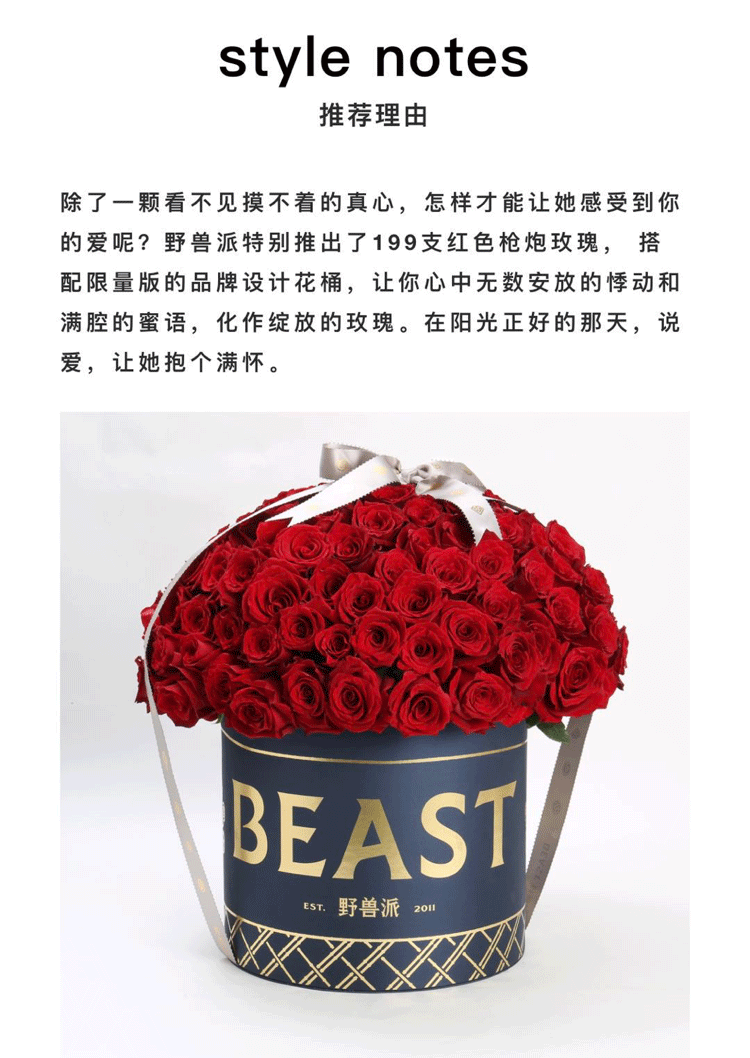 style notes
推荐理由
除了一颗看不见摸不着的真心，怎样才能让她感受到你
的爱呢？野兽派特别推出了199支红色枪炮玫瑰， 搭
配限量版的品牌设计花桶，让你心中无数安放的悸动和
满腔的蜜语，化作绽放的玫瑰。在阳光正好的那天，说
爱，让她抱个满怀。
BEAST
EST. 野兽派 2011